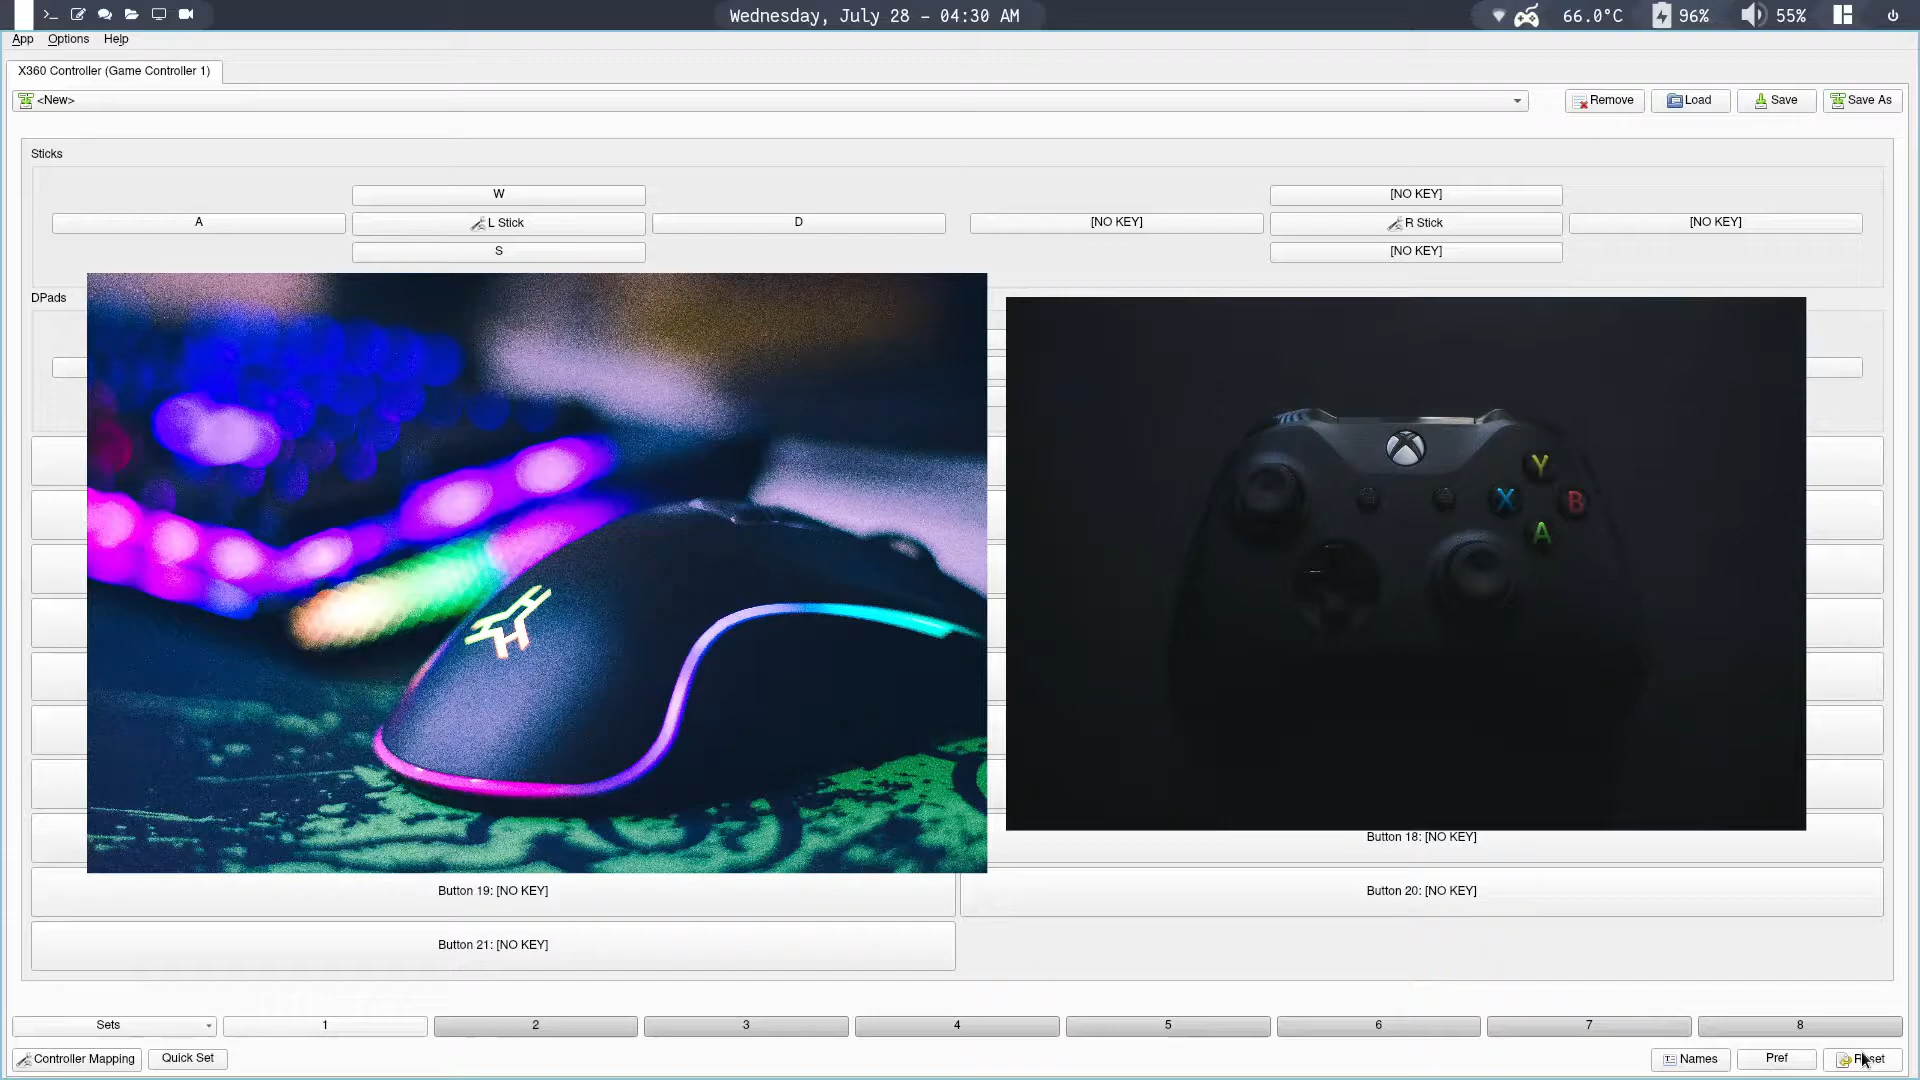 Wednesday, July 28 – 04:30 AM
66.0°C 96% 55%
App Options Help
X360 Controller (Game Controller 1)
<New>
Remove Load Save Save As
Sticks
W [NO KEY]
A L Stick D [NO KEY] R Stick [NO KEY]
S [NO KEY]
DPads
Y
X B
A
Button 18: [NO KEY]
Button 19: [NO KEY] Button 20: [NO KEY]
Button 21: [NO KEY]
Sets 1 2 3 4 5 6 7 8
Controller Mapping Quick Set Names Pref